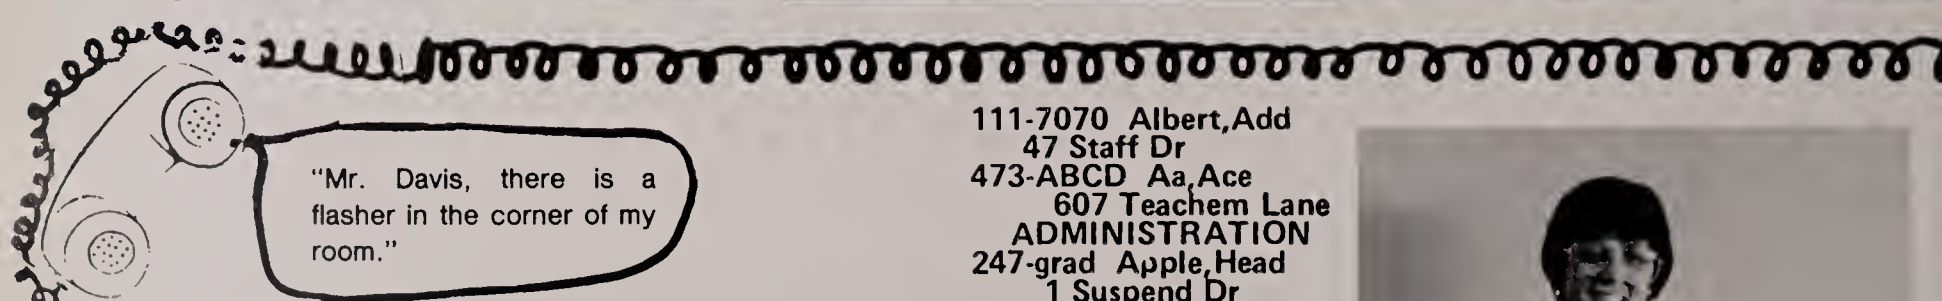 "Mr. Davis, there is a
flasher in the corner of my
room."
111-7070 Albert,Add
47 Staff Dr
473-ABCD Aa,Ace
607 Teachem Lane
ADMINISTRATION
247-grad Apple,Head
1 Suspend Dr